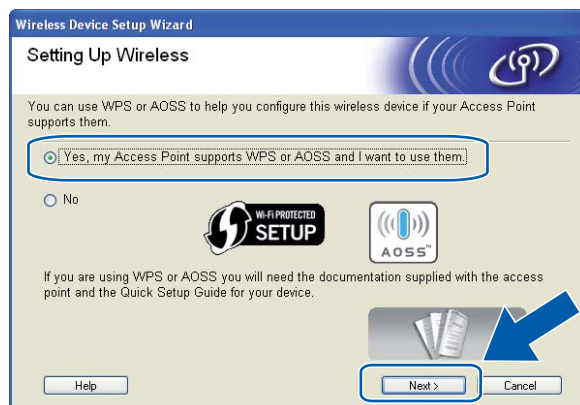 Wireless Device Setup Wizard
Setting Up Wireless
You can use WPS or AOSS to help you configure this wireless device if your Access Point
supports them.
Yes, my Access Point supports WPS or AOSS and I want to use them.
No
WI-FI PROTECTED
SETUP
AOSS™
If you are using WPS or AOSS you will need the documentation supplied with the access
point and the Quick Setup Guide for your device.
Help
Next >
Cancel